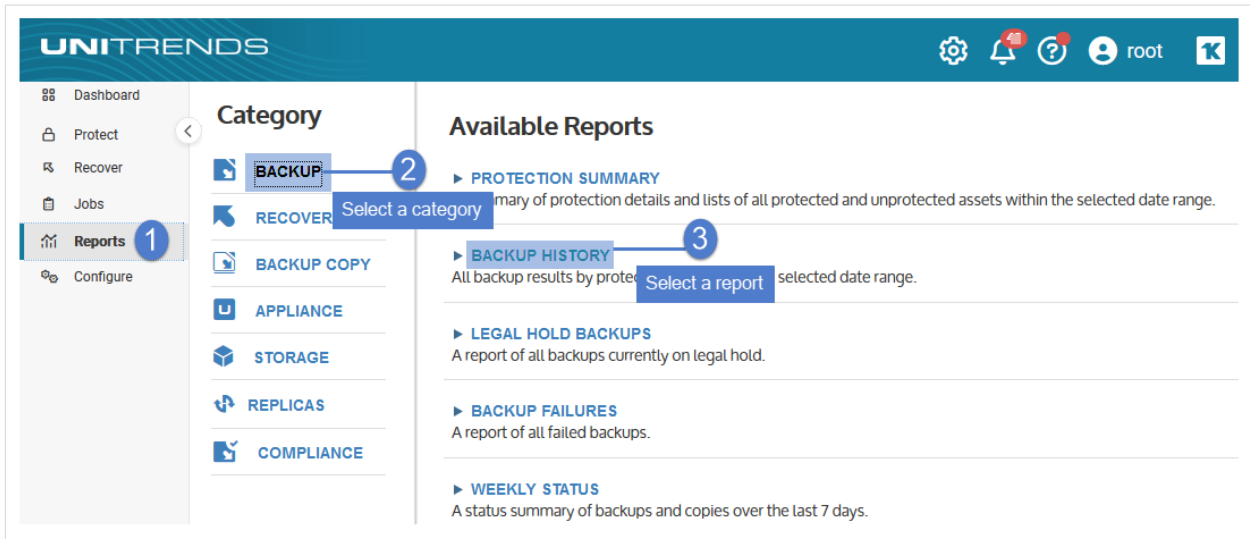 UNITRENDS
root
Dashboard
Protect
Recover
Jobs
Reports 1
Configure
Category
BACKUP
2
Select a category
RECOVER
BACKUP COPY
APPLIANCE
STORAGE
REPLICAS
COMPLIANCE
Available Reports
PROTECTION SUMMARY
mary of protection details and lists of all protected and unprotected assets within the selected date range.
BACKUP HISTORY
3
Select a report
All backup results by prote selected date range.
LEGAL HOLD BACKUPS
A report of all backups currently on legal hold.
BACKUP FAILURES
A report of all failed backups.
WEEKLY STATUS
A status summary of backups and copies over the last 7 days.